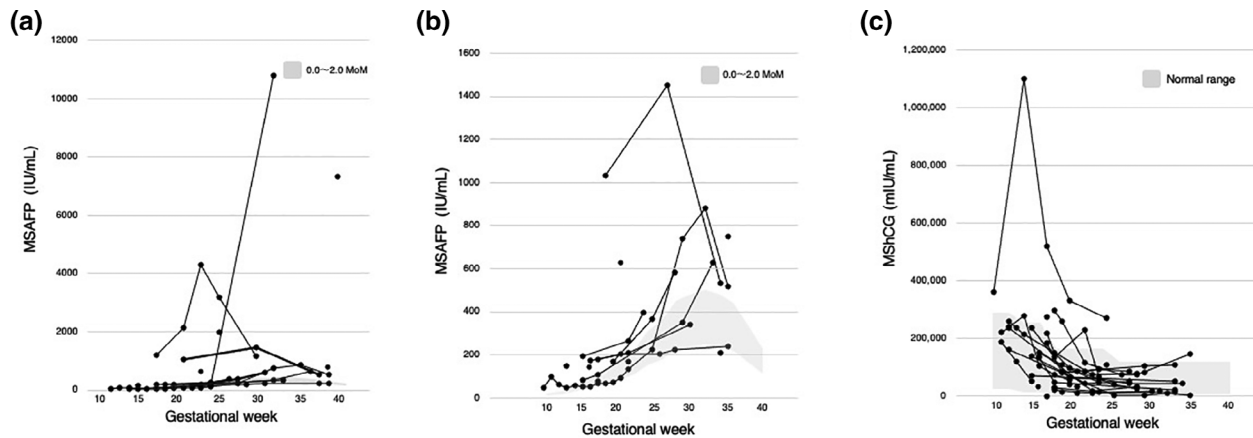 (a)
12000
10000
8000
6000
4000
2000
0
MSAFP (IU/mL)
0.0～2.0 MoM
10 15 20 25 30 35 40
Gestational week
(b)
1600
1400
1200
1000
800
600
400
200
0
MSAFP (IU/mL)
0.0～2.0 MoM
10 15 20 25 30 35 40
Gestational week
(c)
1,200,000
1,000,000
800,000
600,000
400,000
200,000
0
MShCG (mIU/mL)
Normal range
10 15 20 25 30 35 40
Gestational week